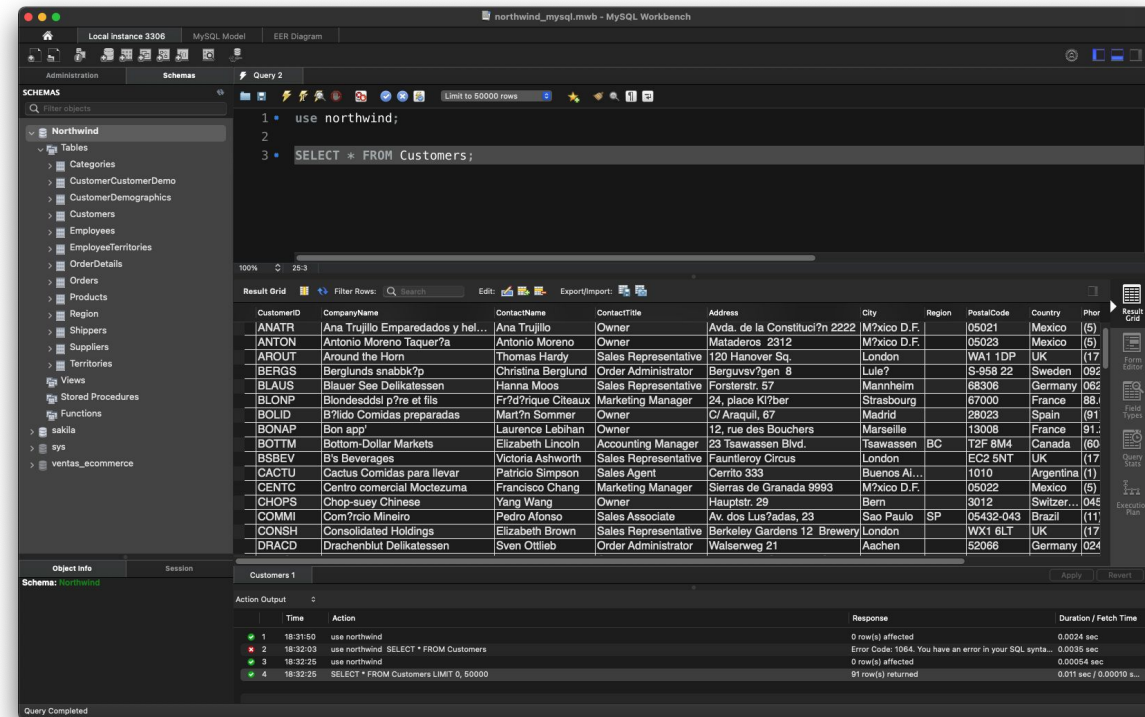 northwind_mysql.mwb - MySQL Workbench
Local instance 3306 MySQL Model EER Diagram
Administration Schemas Query 2
SCHEMAS
Filter objects
Limit to 50000 rows
Northwind
Tables
Categories
CustomerCustomerDemo
CustomerDemographics
Customers
Employees
EmployeeTerritories
OrderDetails
Orders
Products
Region
Shippers
Suppliers
Territories
Views
Stored Procedures
Functions
sakila
sys
ventas_ecommerce
1 use northwind;
2
3 SELECT * FROM Customers;
100% 25:3
Result Grid Filter Rows: Search Edit: Export/Import:
CustomerID CompanyName ContactName ContactTitle Address City Region PostalCode Country Phor
ANATR Ana Trujillo Emparedados y hel... Ana Trujillo Owner Avda. de la Constituci?n 2222 M?xico D.F. 05021 Mexico (5)
ANTON Antonio Moreno Taquer?a Antonio Moreno Owner Mataderos 2312 M?xico D.F. 05023 Mexico (5)
AROUT Around the Horn Thomas Hardy Sales Representative 120 Hanover Sq. London WA1 1DP UK (17
BERGS Berglunds snabbk?p Christina Berglund Order Administrator Berguvsv?gen 8 Lule? S-958 22 Sweden 092
BLAUS Blauer See Delikatessen Hanna Moos Sales Representative Forsterstr. 57 Mannheim 68306 Germany 062
BLONP Blondesddsl p?re et fils Fr?d?rique Citeaux Marketing Manager 24, place Kl?ber Strasbourg 67000 France 88.
BOLID B?lido Comidas preparadas Mart?n Sommer Owner C/ Araquil, 67 Madrid 28023 Spain (91
BONAP Bon app' Laurence Lebihan Owner 12, rue des Bouchers Marseille 13008 France 91.
BOTTM Bottom-Dollar Markets Elizabeth Lincoln Accounting Manager 23 Tsawassen Blvd. Tsawassen BC T2F 8M4 Canada (60
BSBEV B's Beverages Victoria Ashworth Sales Representative Fauntleroy Circus London EC2 5NT UK (17
CACTU Cactus Comidas para llevar Patricio Simpson Sales Agent Cerrito 333 Buenos Ai... 1010 Argentina (1)
CENTC Centro comercial Moctezuma Francisco Chang Marketing Manager Sierras de Granada 9993 M?xico D.F. 05022 Mexico (5)
CHOPS Chop-suey Chinese Yang Wang Owner Hauptstr. 29 Bern 3012 Switzer... 045
COMMI Com?rcio Mineiro Pedro Afonso Sales Associate Av. dos Lus?adas, 23 Sao Paulo SP 05432-043 Brazil (11)
CONSH Consolidated Holdings Elizabeth Brown Sales Representative Berkeley Gardens 12 Brewery London WX1 6LT UK (17
DRACD Drachenblut Delikatessen Sven Ottlieb Order Administrator Walserweg 21 Aachen 52066 Germany 024
Result
Grid
Form
Editor
Field
Types
Query
Stats
Execution
Plan
Object Info Session
Schema: Northwind
Customers 1 Apply Revert
Action Output
Time Action Response Duration / Fetch Time
1 18:31:50 use northwind 0 row(s) affected 0.0024 sec
2 18:32:03 use northwind SELECT * FROM Customers Error Code: 1064. You have an error in your SQL synta... 0.0035 sec
3 18:32:25 use northwind 0 row(s) affected 0.00054 sec
4 18:32:25 SELECT * FROM Customers LIMIT 0, 50000 91 row(s) returned 0.011 sec / 0.00010 s...
Query Completed